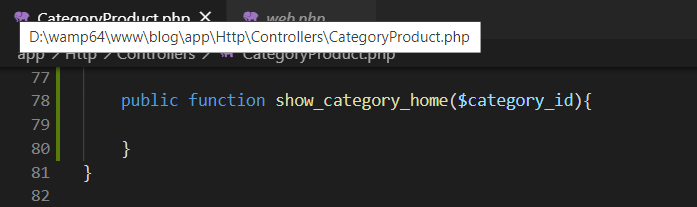 CategoryProduct.php web.php
D:\wamp64\www\blog\app\Http\Controllers\CategoryProduct.php
app > Http > Controllers > CategoryProduct.php
77
78 public function show_category_home($category_id){
79
80 }
81 }
82